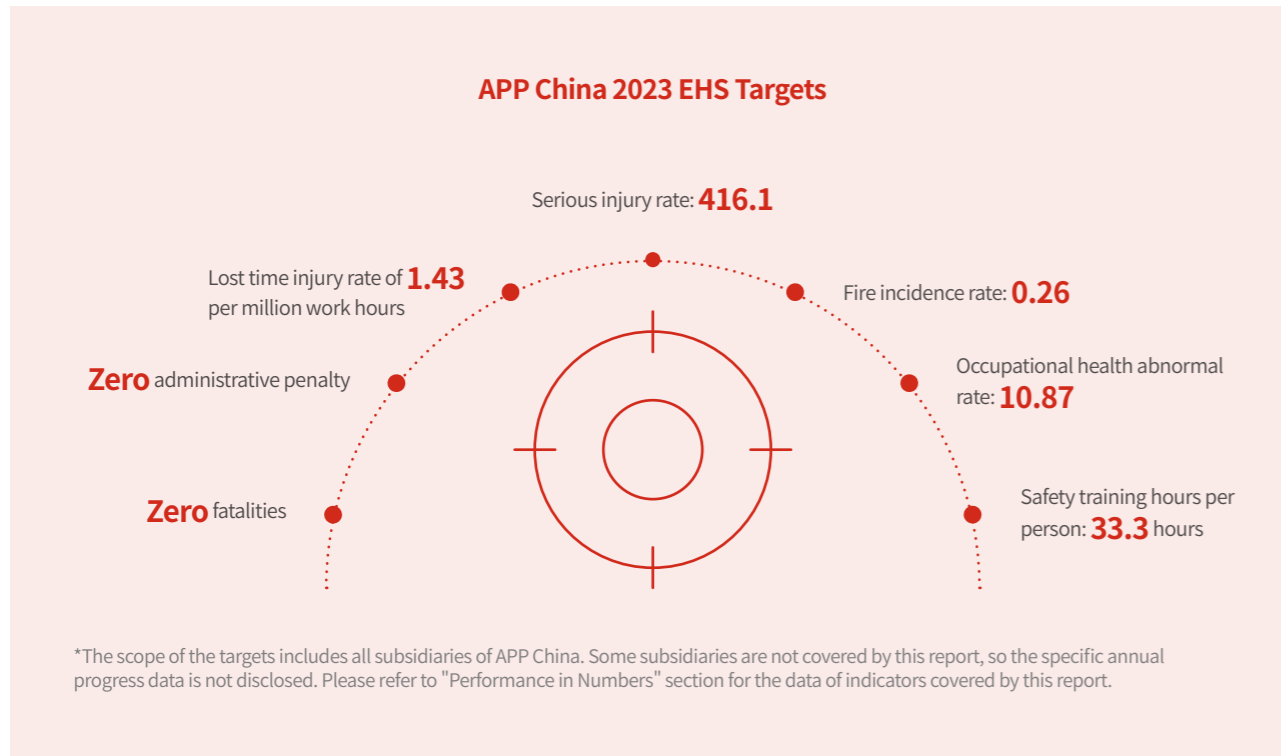 APP China 2023 EHS Targets
Serious injury rate: 416.1
Lost time injury rate of 1.43
per million work hours
Fire incidence rate: 0.26
Zero administrative penalty
Occupational health abnormal
rate: 10.87
Zero fatalities
Safety training hours per
person: 33.3 hours
*The scope of the targets includes all subsidiaries of APP China. Some subsidiaries are not covered by this report, so the specific annual
progress data is not disclosed. Please refer to "Performance in Numbers" section for the data of indicators covered by this report.